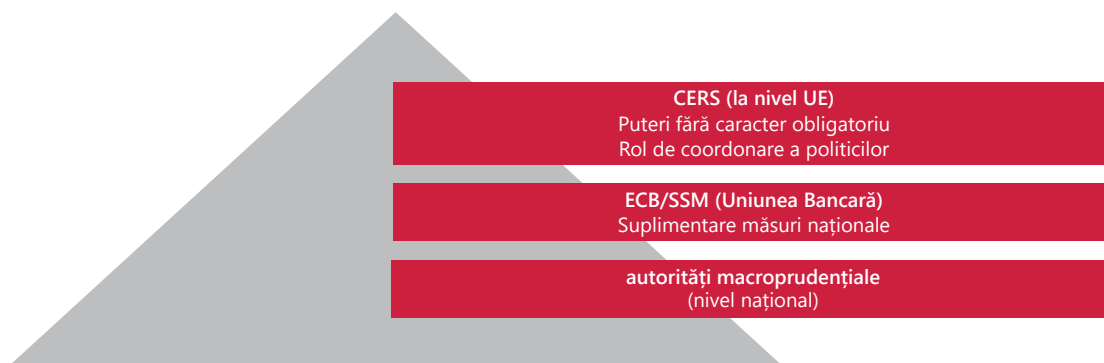 CERS (la nivel UE)
Puteri fără caracter obligatoriu
Rol de coordonare a politicilor
ECB/SSM (Uniunea Bancară)
Suplimentare măsuri naționale
autorități macroprudențiale
(nivel național)